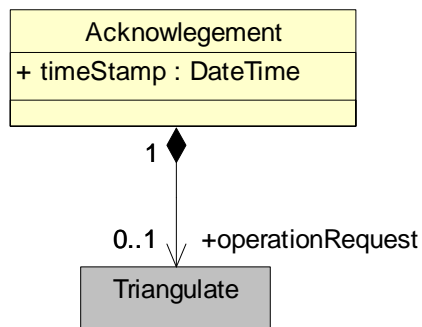 Acknowlegement
+ timeStamp : DateTime
1
0..1 +operationRequest
Triangulate